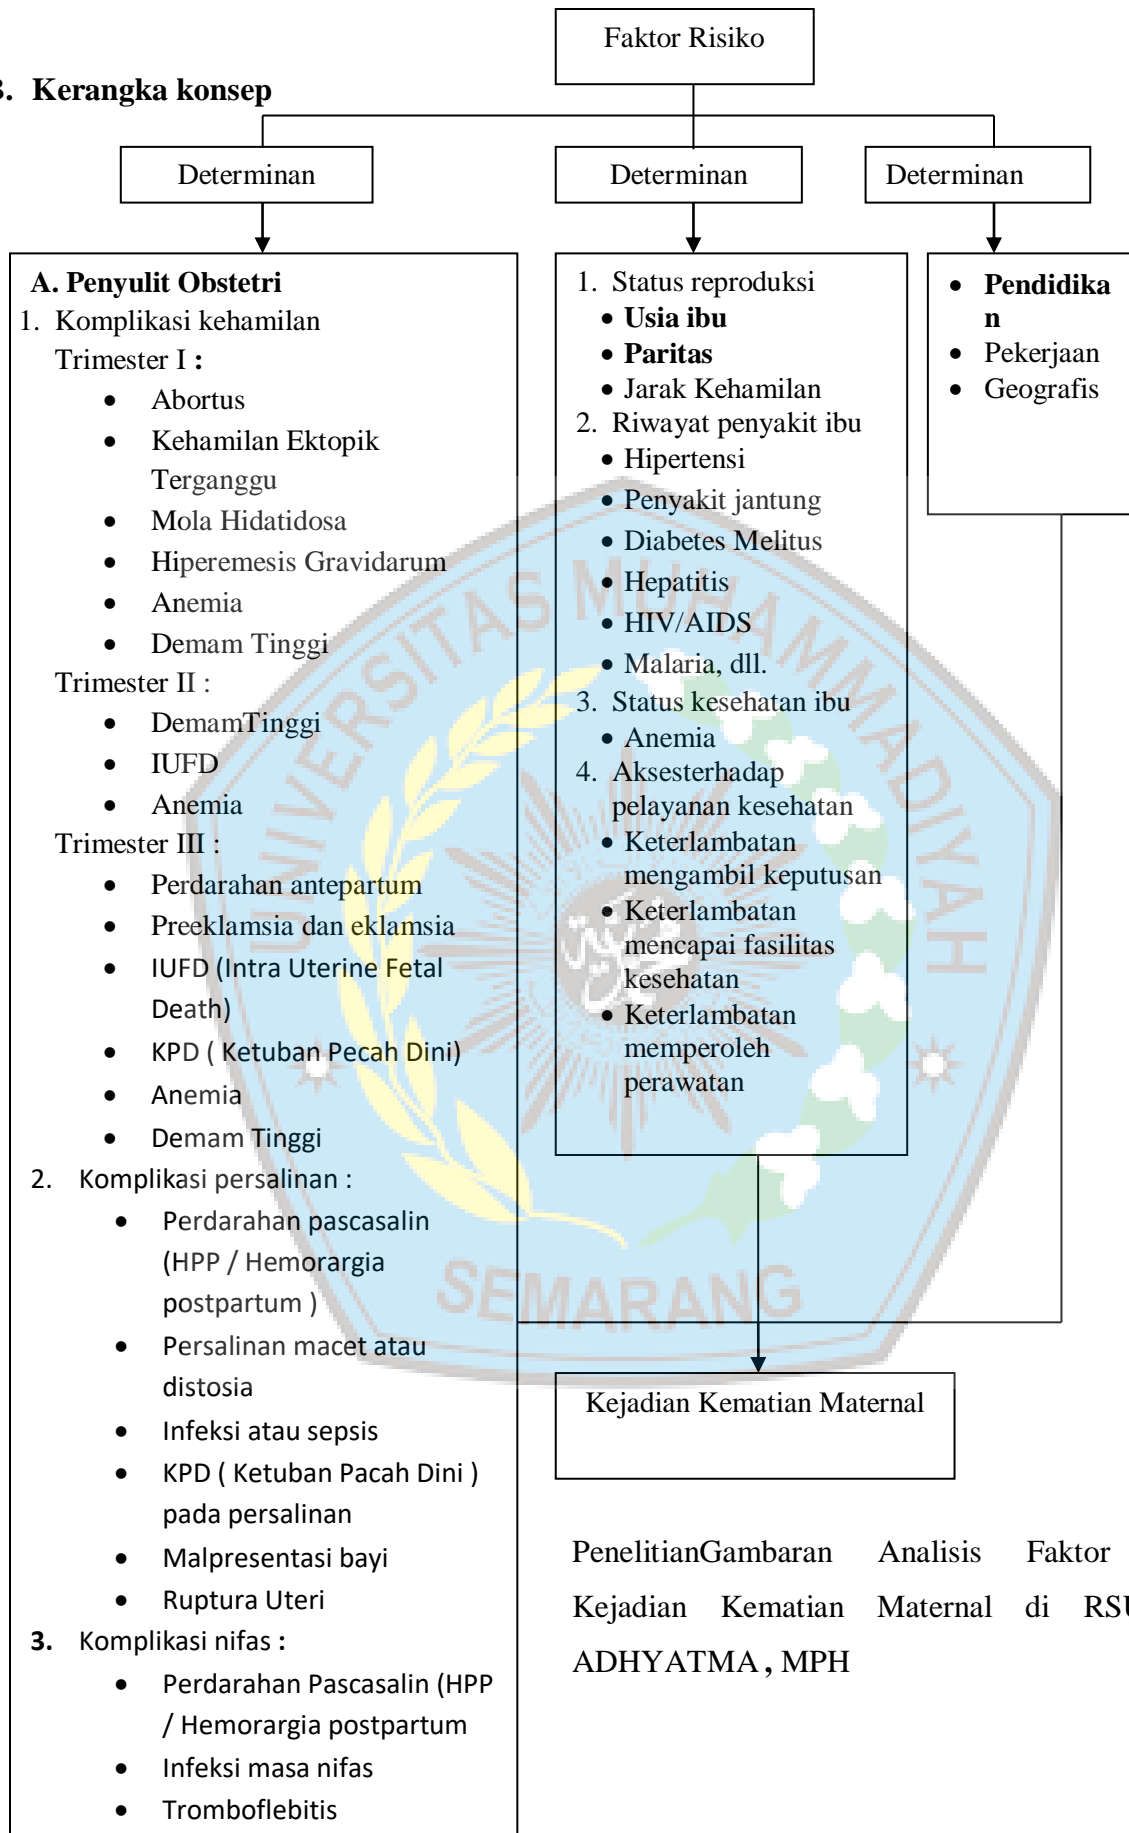 Faktor Risiko
B. Kerangka konsep
Determinan
Determinan
Determinan
A. Penyulit Obstetri
1. Komplikasi kehamilan
Trimester I :
• Abortus
• Kehamilan Ektopik
Terganggu
• Mola Hidatidosa
• Hiperemesis Gravidarum
• Anemia
• Demam Tinggi
Trimester II :
• DemamTinggi
• IUFD
• Anemia
Trimester III :
• Perdarahan antepartum
• Preeklamsia dan eklamsia
• IUFD (Intra Uterine Fetal
Death)
• KPD ( Ketuban Pecah Dini)
• Anemia
• Demam Tinggi
2. Komplikasi persalinan :
• Perdarahan pascasalin
(HPP / Hemorargia
postpartum )
• Persalinan macet atau
distosia
• Infeksi atau sepsis
• KPD ( Ketuban Pacah Dini )
pada persalinan
• Malpresentasi bayi
• Ruptura Uteri
3. Komplikasi nifas :
• Perdarahan Pascasalin (HPP
/ Hemorargia postpartum
• Infeksi masa nifas
• Tromboflebitis
1. Status reproduksi
• Usia ibu
• Paritas
• Jarak Kehamilan
2. Riwayat penyakit ibu
• Hipertensi
• Penyakit jantung
• Diabetes Melitus
• Hepatitis
• HIV/AIDS
• Malaria, dll.
3. Status kesehatan ibu
• Anemia
4. Aksesterhadap
pelayanan kesehatan
• Keterlambatan
mengambil keputusan
• Keterlambatan
mencapai fasilitas
kesehatan
• Keterlambatan
memperoleh
perawatan
• Pendidika
n
• Pekerjaan
• Geografis
Kejadian Kematian Maternal
PenelitianGambaran Analisis Faktor
Kejadian Kematian Maternal di RSU
ADHYATMA , MPH
UNIVERSITAS MUHAMMADIYAH
SEMARANG